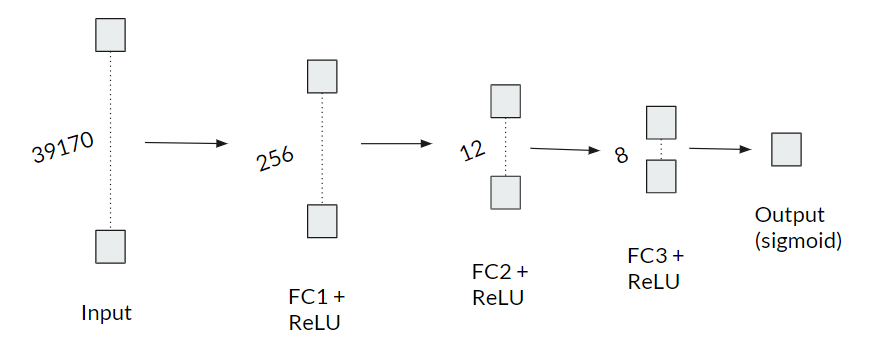 39170
256
12
8
Input
FC1 +
ReLU
FC2 +
ReLU
FC3 +
ReLU
Output
(sigmoid)